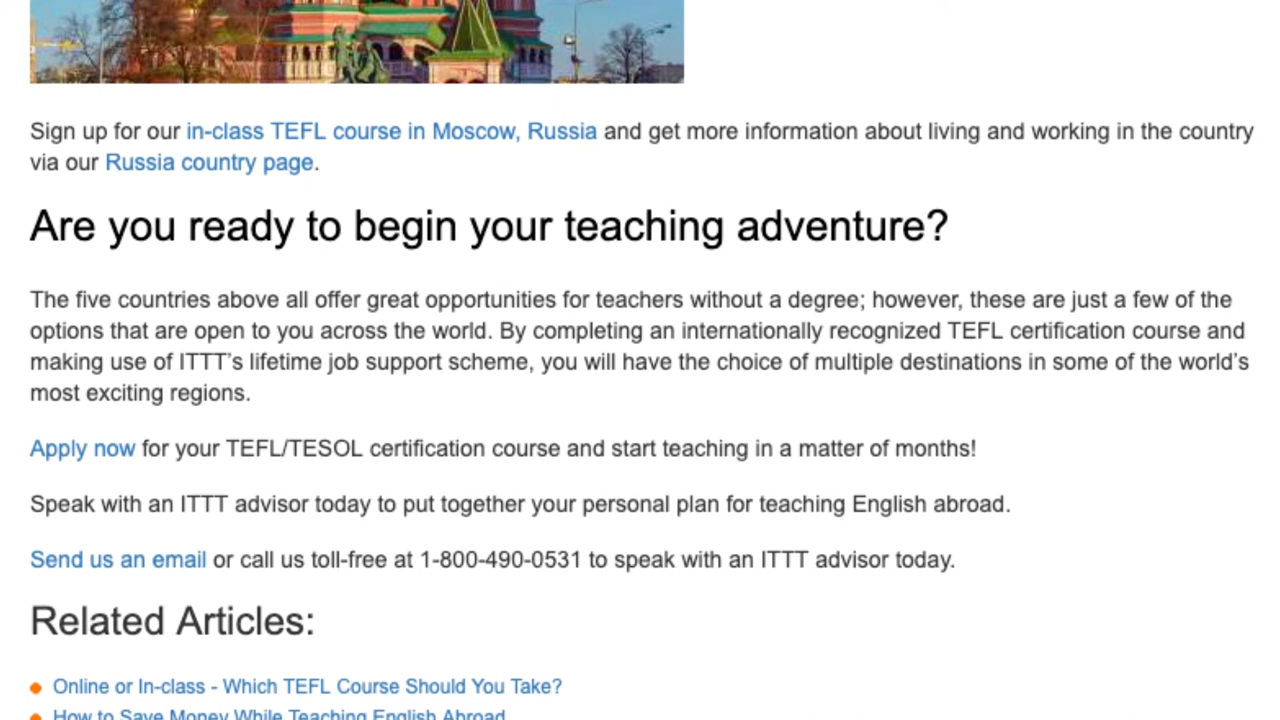 Sign up for our in-class TEFL course in Moscow, Russia and get more information about living and working in the country
via our Russia country page.
Are you ready to begin your teaching adventure?
The five countries above all offer great opportunities for teachers without a degree; however, these are just a few of the
options that are open to you across the world. By completing an internationally recognized TEFL certification course and
making use of ITTT’s lifetime job support scheme, you will have the choice of multiple destinations in some of the world’s
most exciting regions.
Apply now for your TEFL/TESOL certification course and start teaching in a matter of months!
Speak with an ITTT advisor today to put together your personal plan for teaching English abroad.
Send us an email or call us toll-free at 1-800-490-0531 to speak with an ITTT advisor today.
Related Articles:
Online or In-class - Which TEFL Course Should You Take?
How to Save Money While Teaching English Abroad